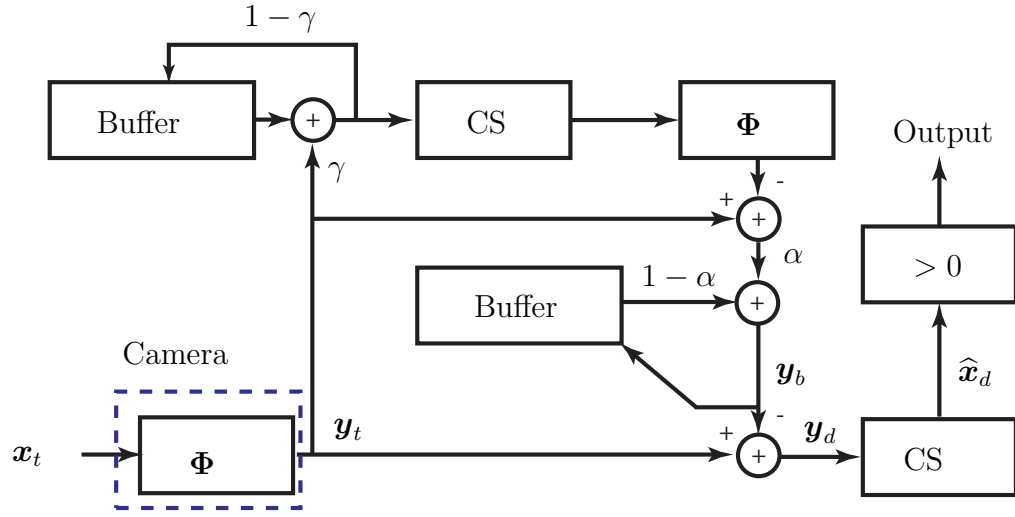 1 − γ
Buffer
+
CS
Φ
γ
+
-
+
Output
α
> 0
Buffer
1 − α
+
Camera
y_b
x̂_d
x_t
Φ
y_t
+
-
+
y_d
CS